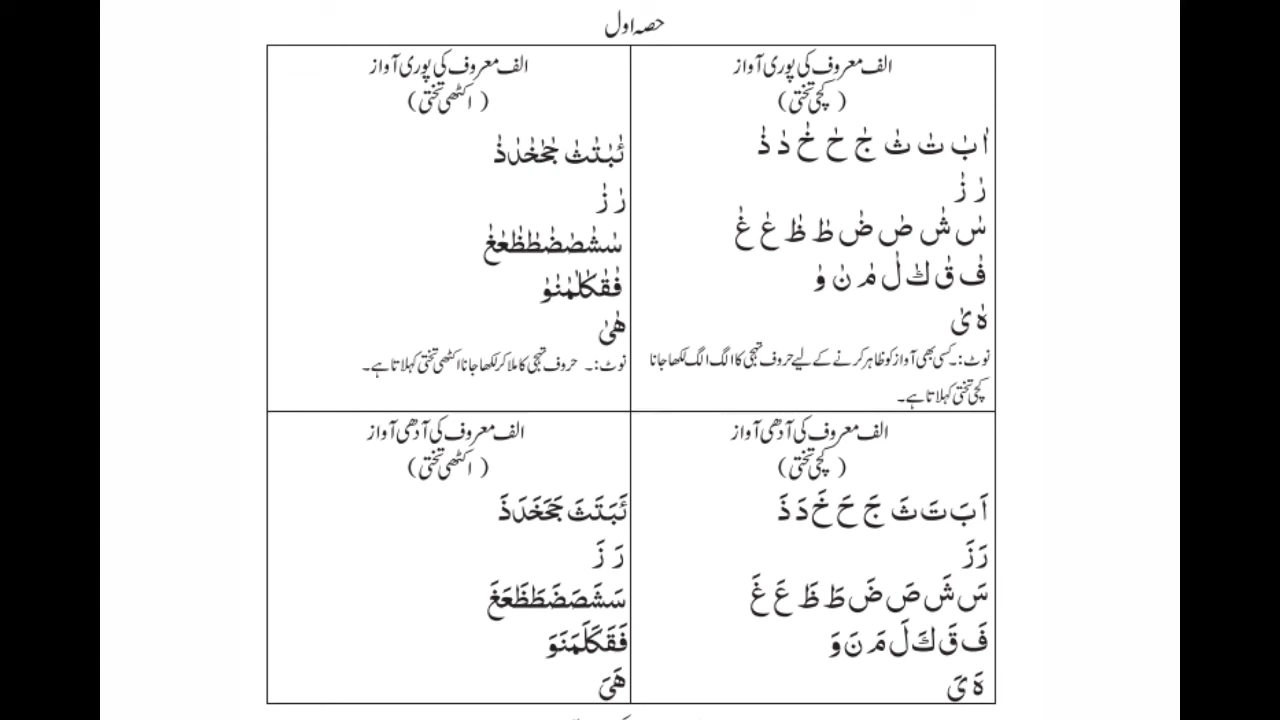 حصہ اول
الف معروف کی پوری آواز
( کچی تختی )
اٰ بٰ تٰ ثٰ جٰ حٰ خٰ دٰ ذٰ
رٰ زٰ
سٰ شٰ صٰ ضٰ طٰ ظٰ عٰ غٰ
فٰ قٰ كٰ لٰ مٰ نٰ وٰ
ہٰ یٰ
نوٹ:۔ کسی بھی آواز کو ظاہر کرنے کے لیے حروف تہجی کا الگ الگ لکھا جانا
کچی تختی کہلاتا ہے۔
الف معروف کی پوری آواز
( اکٹھی تختی )
ئٰبٰتٰثٰ جٰحٰخٰدٰ ذٰ
رٰ زٰ
سٰشٰصٰضٰطٰظٰعٰغٰ
فٰقٰكٰلٰمٰنٰوٰ
هٰیٰ
نوٹ:۔ حروف تہجی کا ملا کر لکھا جانا اکٹھی تختی کہلاتا ہے۔
الف معروف کی آدھی آواز
( کچی تختی )
اَ بَ تَ ثَ جَ حَ خَ دَ ذَ
رَ زَ
سَ شَ صَ ضَ طَ ظَ عَ غَ
فَ قَ كَ لَ مَ نَ وَ
ہَ یَ
الف معروف کی آدھی آواز
( اکٹھی تختی )
ئَبَتَثَ جَحَخَدَ ذَ
رَ زَ
سَشَصَضَطَظَعَغَ
فَقَكَلَمَنَوَ
هَیَ